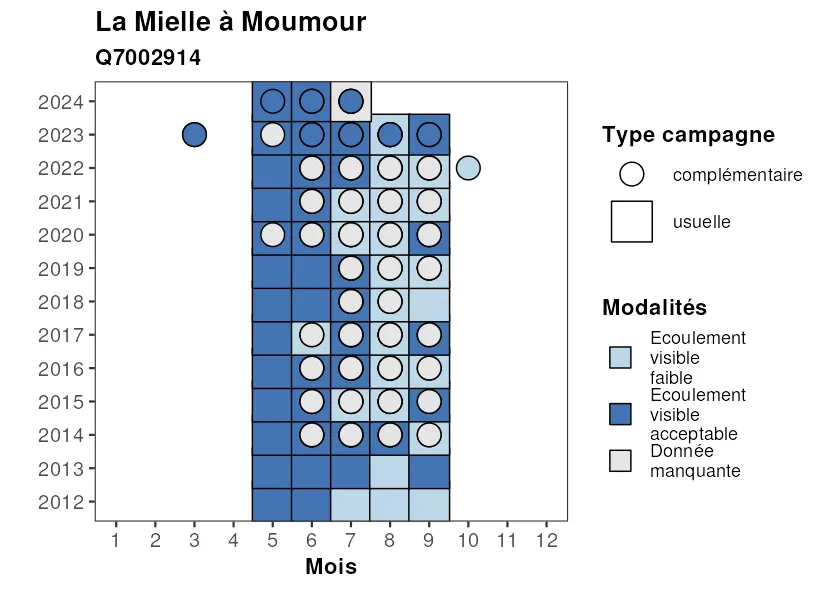 La Mielle à Moumour
Q7002914
2024
2023
2022
2021
2020
2019
2018
2017
2016
2015
2014
2013
2012
1 2 3 4 5 6 7 8 9 10 11 12
Mois
Type campagne
complémentaire
usuelle
Modalités
Ecoulement
visible
faible
Ecoulement
visible
acceptable
Donnée
manquante